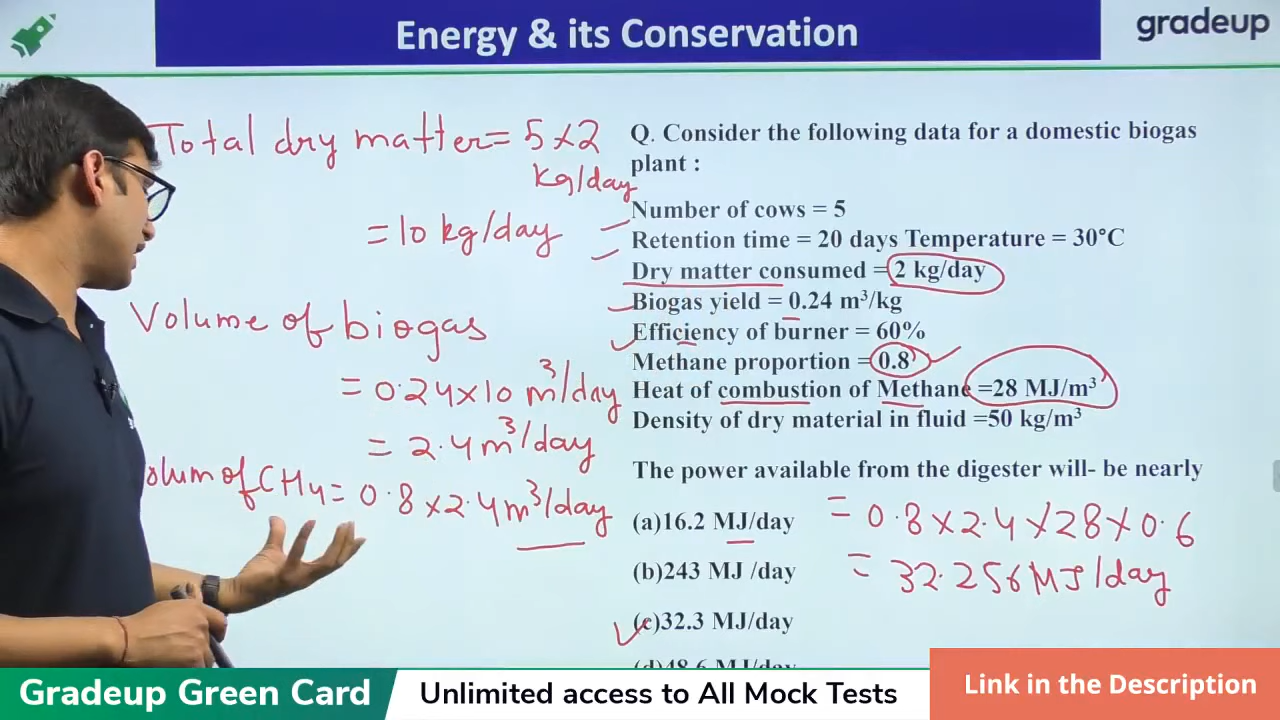 Energy & its Conservation
gradeup
Total dry matter = 5 x 2
kg/day
= 10 kg/day
Volume of biogas
= 0.24 x 10 m³/day
= 2.4 m³/day
olum of CH4 = 0.8 x 2.4 m³/day
Q. Consider the following data for a domestic biogas
plant :
Number of cows = 5
Retention time = 20 days Temperature = 30°C
Dry matter consumed = 2 kg/day
Biogas yield = 0.24 m³/kg
Efficiency of burner = 60%
Methane proportion = 0.8
Heat of combustion of Methane =28 MJ/m³
Density of dry material in fluid =50 kg/m³
The power available from the digester will- be nearly
(a)16.2 MJ/day
(b)243 MJ /day
(c)32.3 MJ/day
(d)48.6 MJ/day
= 0.8 x 2.4 x 28 x 0.6
= 32.256 MJ/day
Gradeup Green Card
Unlimited access to All Mock Tests
Link in the Description